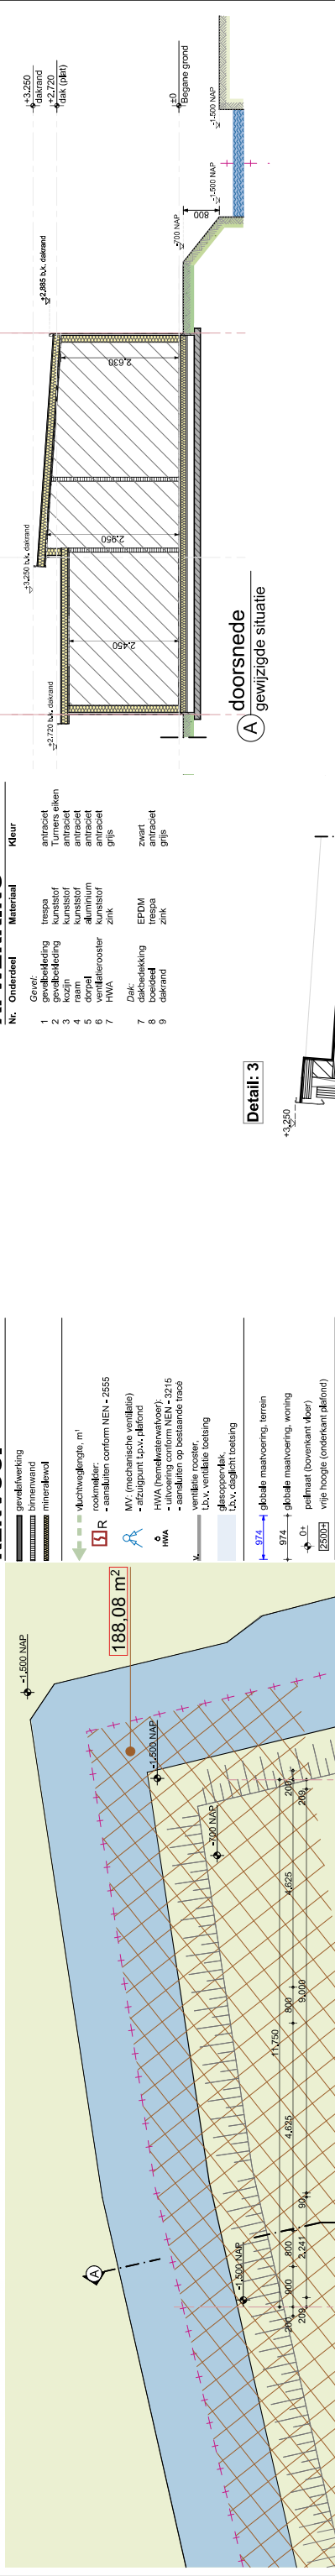 +3.250
dakrand
+2,720
dak (plat)
±0
Begane grond
+2,885 b.k. dakrand
+3,250 b.k. dakrand
+2.720 b.k. dakrand
-700 NAP
-1.500 NAP
-1.500 NAP
800
2.630
2.950
2.450
A
doorsnede
gewijzigde situatie
Nr. Onderdeel Materiaal Kleur
Gevel:
1 gevelbekleding trespa antraciet
2 gevelbekleding kunststof Turners eiken
3 kozijn kunststof antraciet
4 raam kunststof antraciet
5 dorpel aluminium antraciet
6 ventilatierooster kunststof antraciet
7 HWA zink grijs
Dak:
7 dakbedekking EPDM zwart
8 boeideel trespa antraciet
9 dakrand zink grijs
Detail: 3
+3,250
gevelafwerking
binnenwand
mineralewol
vluchtweglengte, m¹
R
rookmelder:
- aansluiten conform NEN - 2555
MV: (mechanische ventilatie)
- afzuigpunt t.p.v. plafond
HWA
HWA (hemelwaterafvoer):
- uitvoering conform NEN - 3215
- aansluiten op bestaande tracé
ventilatie rooster,
t.b.v. ventilatie toetsing
glasoppervlak,
t.b.v. daglicht toetsing
974 globale maatvoering, terrein
974 globale maatvoering, woning
0+ peilmaat (bovenkant vloer)
2500+ vrije hoogte (onderkant plafond)
188,08 m²
-1,500 NAP
-1,500 NAP
-700 NAP
-1,500 NAP
A
11,750
200 900 800 4,625 800 4,625 200
209 2,241 90 9,000 209